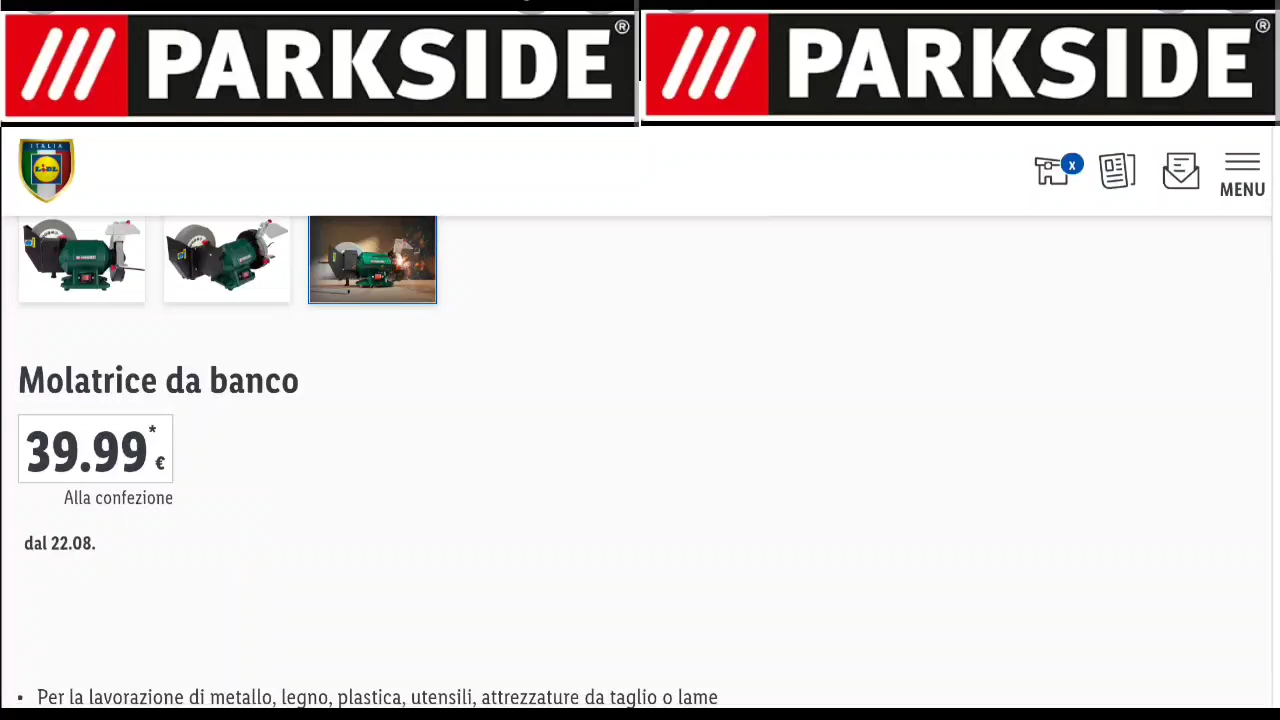 PARKSIDE®
PARKSIDE®
ITALIA
LIDL
x
MENU
Molatrice da banco
39.99*
€
Alla confezione
dal 22.08.
• Per la lavorazione di metallo, legno, plastica, utensili, attrezzature da taglio o lame